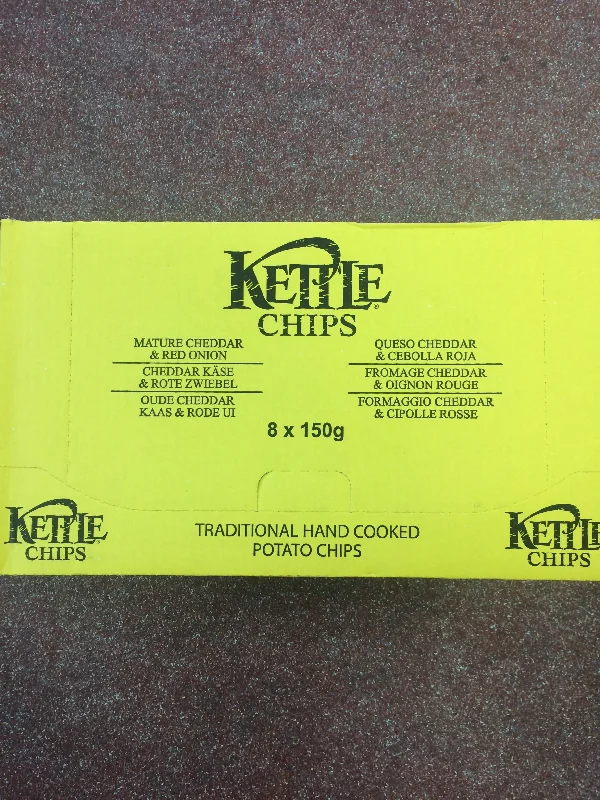 KETTLE
CHIPS
MATURE CHEDDAR
& RED ONION
CHEDDAR KÄSE
& ROTE ZWIEBEL
OUDE CHEDDAR
KAAS & RODE UI
QUESO CHEDDAR
& CEBOLLA ROJA
FROMAGE CHEDDAR
& OIGNON ROUGE
FORMAGGIO CHEDDAR
& CIPOLLE ROSSE
8 x 150g
KETTLE
CHIPS
TRADITIONAL HAND COOKED
POTATO CHIPS
KETTLE
CHIPS